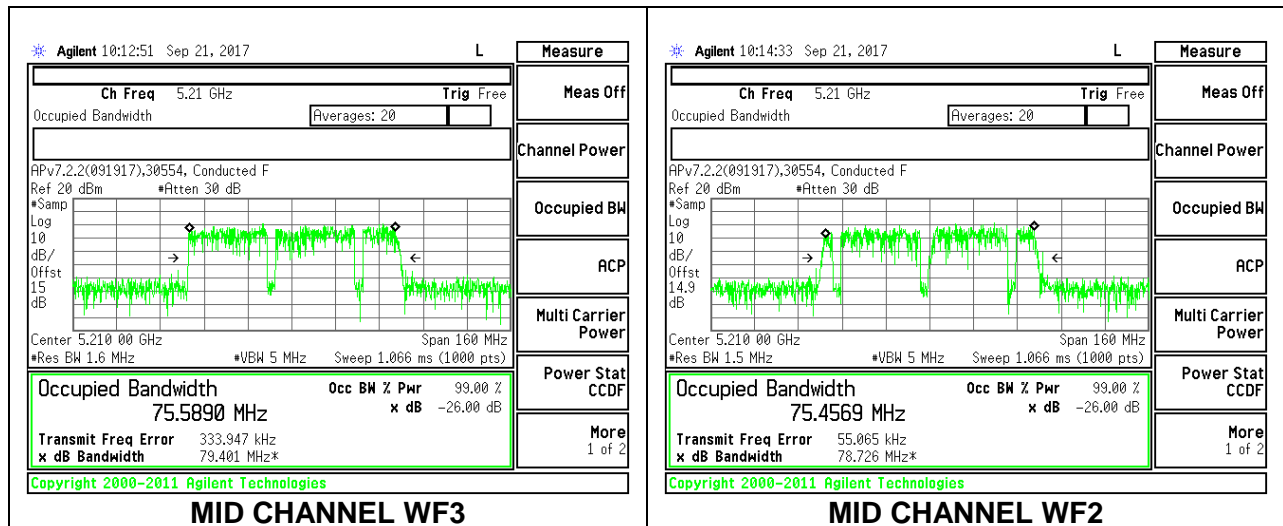 Agilent 10:12:51 Sep 21, 2017 L
Measure
Ch Freq 5.21 GHz Trig Free
Occupied Bandwidth Averages: 20
APv7.2.2(091917),30554, Conducted F
Ref 20 dBm #Atten 30 dB
#Samp
Log
10
dB/
Offst
15
dB
Center 5.210 00 GHz Span 160 MHz
#Res BW 1.6 MHz #VBW 5 MHz Sweep 1.066 ms (1000 pts)
Occupied Bandwidth Occ BW % Pwr 99.00 %
75.5890 MHz x dB -26.00 dB
Transmit Freq Error 333.947 kHz
x dB Bandwidth 79.401 MHz*
Copyright 2000-2011 Agilent Technologies
Meas Off
Channel Power
Occupied BW
ACP
Multi Carrier
Power
Power Stat
CCDF
More
1 of 2
MID CHANNEL WF3
Agilent 10:14:33 Sep 21, 2017 L
Measure
Ch Freq 5.21 GHz Trig Free
Occupied Bandwidth Averages: 20
APv7.2.2(091917),30554, Conducted F
Ref 20 dBm #Atten 30 dB
#Samp
Log
10
dB/
Offst
14.9
dB
Center 5.210 00 GHz Span 160 MHz
#Res BW 1.5 MHz #VBW 5 MHz Sweep 1.066 ms (1000 pts)
Occupied Bandwidth Occ BW % Pwr 99.00 %
75.4569 MHz x dB -26.00 dB
Transmit Freq Error 55.065 kHz
x dB Bandwidth 78.726 MHz*
Copyright 2000-2011 Agilent Technologies
Meas Off
Channel Power
Occupied BW
ACP
Multi Carrier
Power
Power Stat
CCDF
More
1 of 2
MID CHANNEL WF2